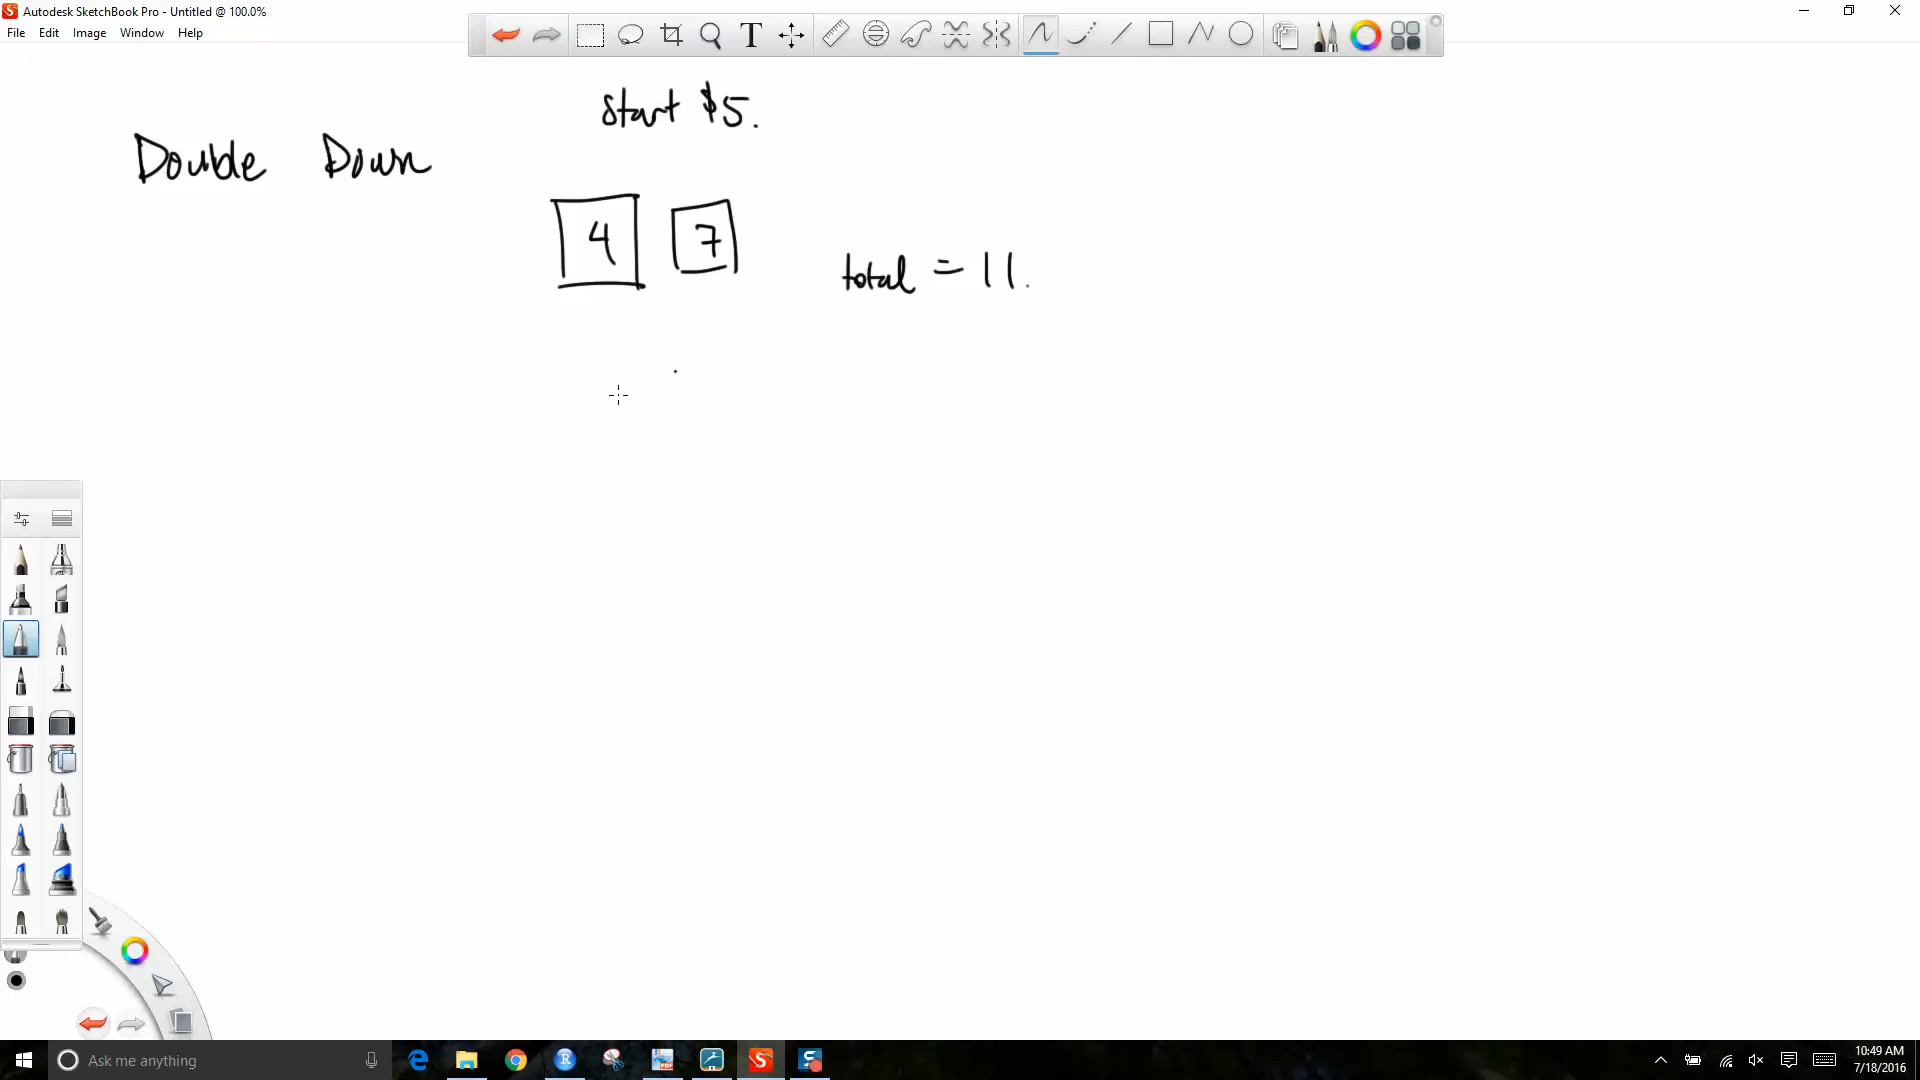 Autodesk SketchBook Pro - Untitled @ 100.0%
File Edit Image Window Help
T
start $5.
Double Down
4 7
total = 11.
Ask me anything
10:49 AM
7/18/2016